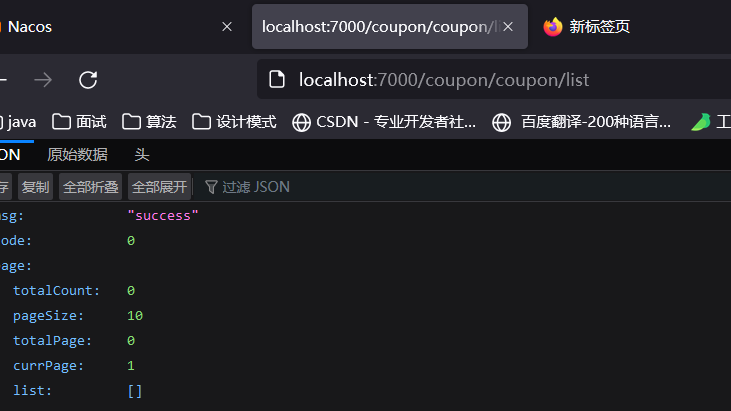 Nacos
localhost:7000/coupon/coupon/li
新标签页
localhost:7000/coupon/coupon/list
java
面试
算法
设计模式
CSDN - 专业开发者社...
百度翻译-200种语言...
工
ON 原始数据 头
存 复制 全部折叠 全部展开 过滤 JSON
msg: "success"
ode: 0
age:
totalCount: 0
pageSize: 10
totalPage: 0
currPage: 1
list: []